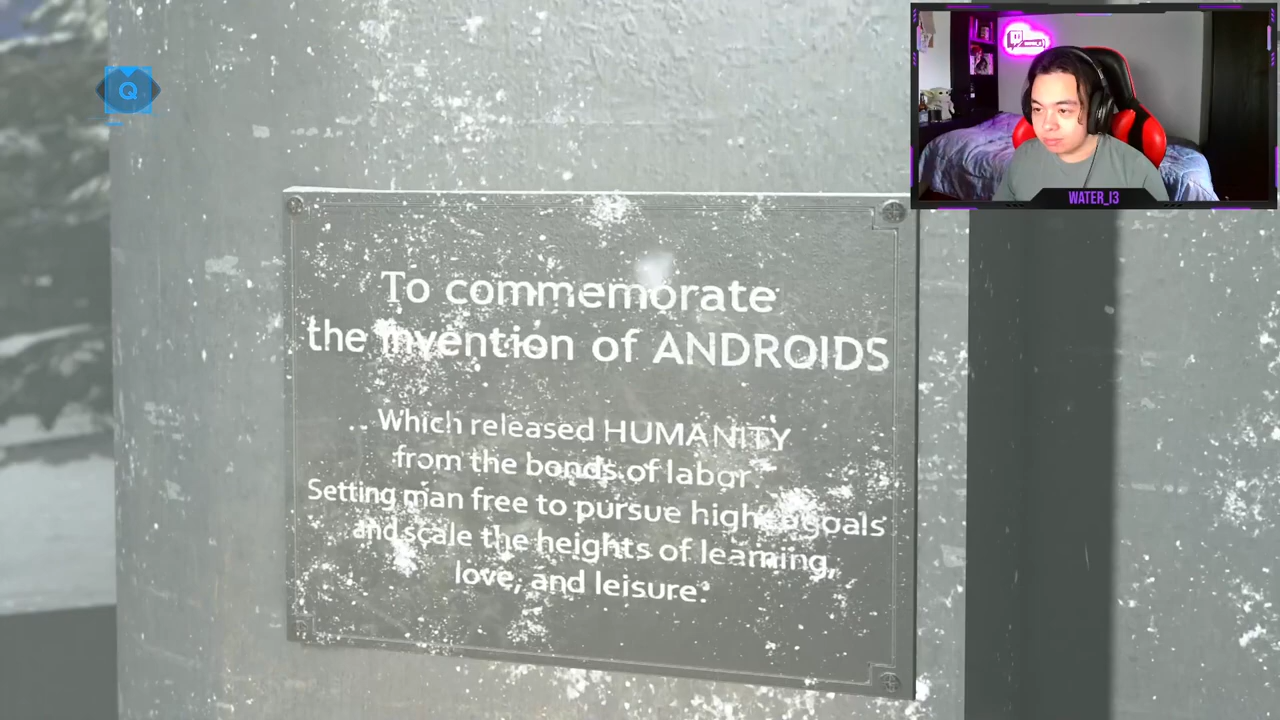 Q
WATER_I3
To commemorate
the invention of ANDROIDS
Which released HUMANITY
from the bonds of labor.
Setting man free to pursue higher goals
and scale the heights of learning,
love, and leisure.